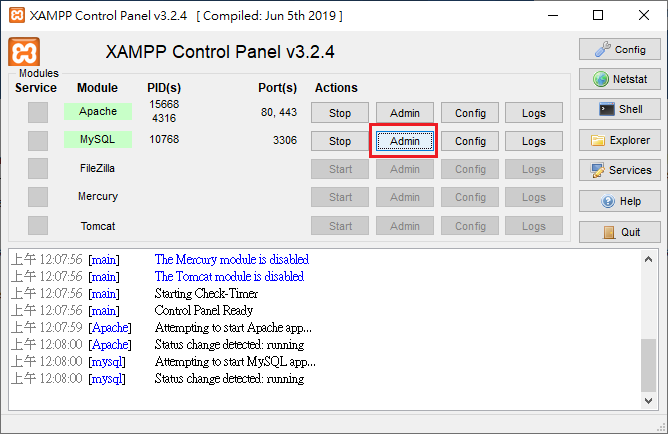 XAMPP Control Panel v3.2.4 [ Compiled: Jun 5th 2019 ]
XAMPP Control Panel v3.2.4
Config
Modules
Service Module PID(s) Port(s) Actions
Netstat
Apache 15668 4316 80, 443 Stop Admin Config Logs
Shell
MySQL 10768 3306 Stop Admin Config Logs
Explorer
FileZilla Start Admin Config Logs
Services
Mercury Start Admin Config Logs
Help
Tomcat Start Admin Config Logs
Quit
上午 12:07:56 [main] The Mercury module is disabled
上午 12:07:56 [main] The Tomcat module is disabled
上午 12:07:56 [main] Starting Check-Timer
上午 12:07:56 [main] Control Panel Ready
上午 12:07:59 [Apache] Attempting to start Apache app...
上午 12:08:00 [Apache] Status change detected: running
上午 12:08:00 [mysql] Attempting to start MySQL app...
上午 12:08:00 [mysql] Status change detected: running